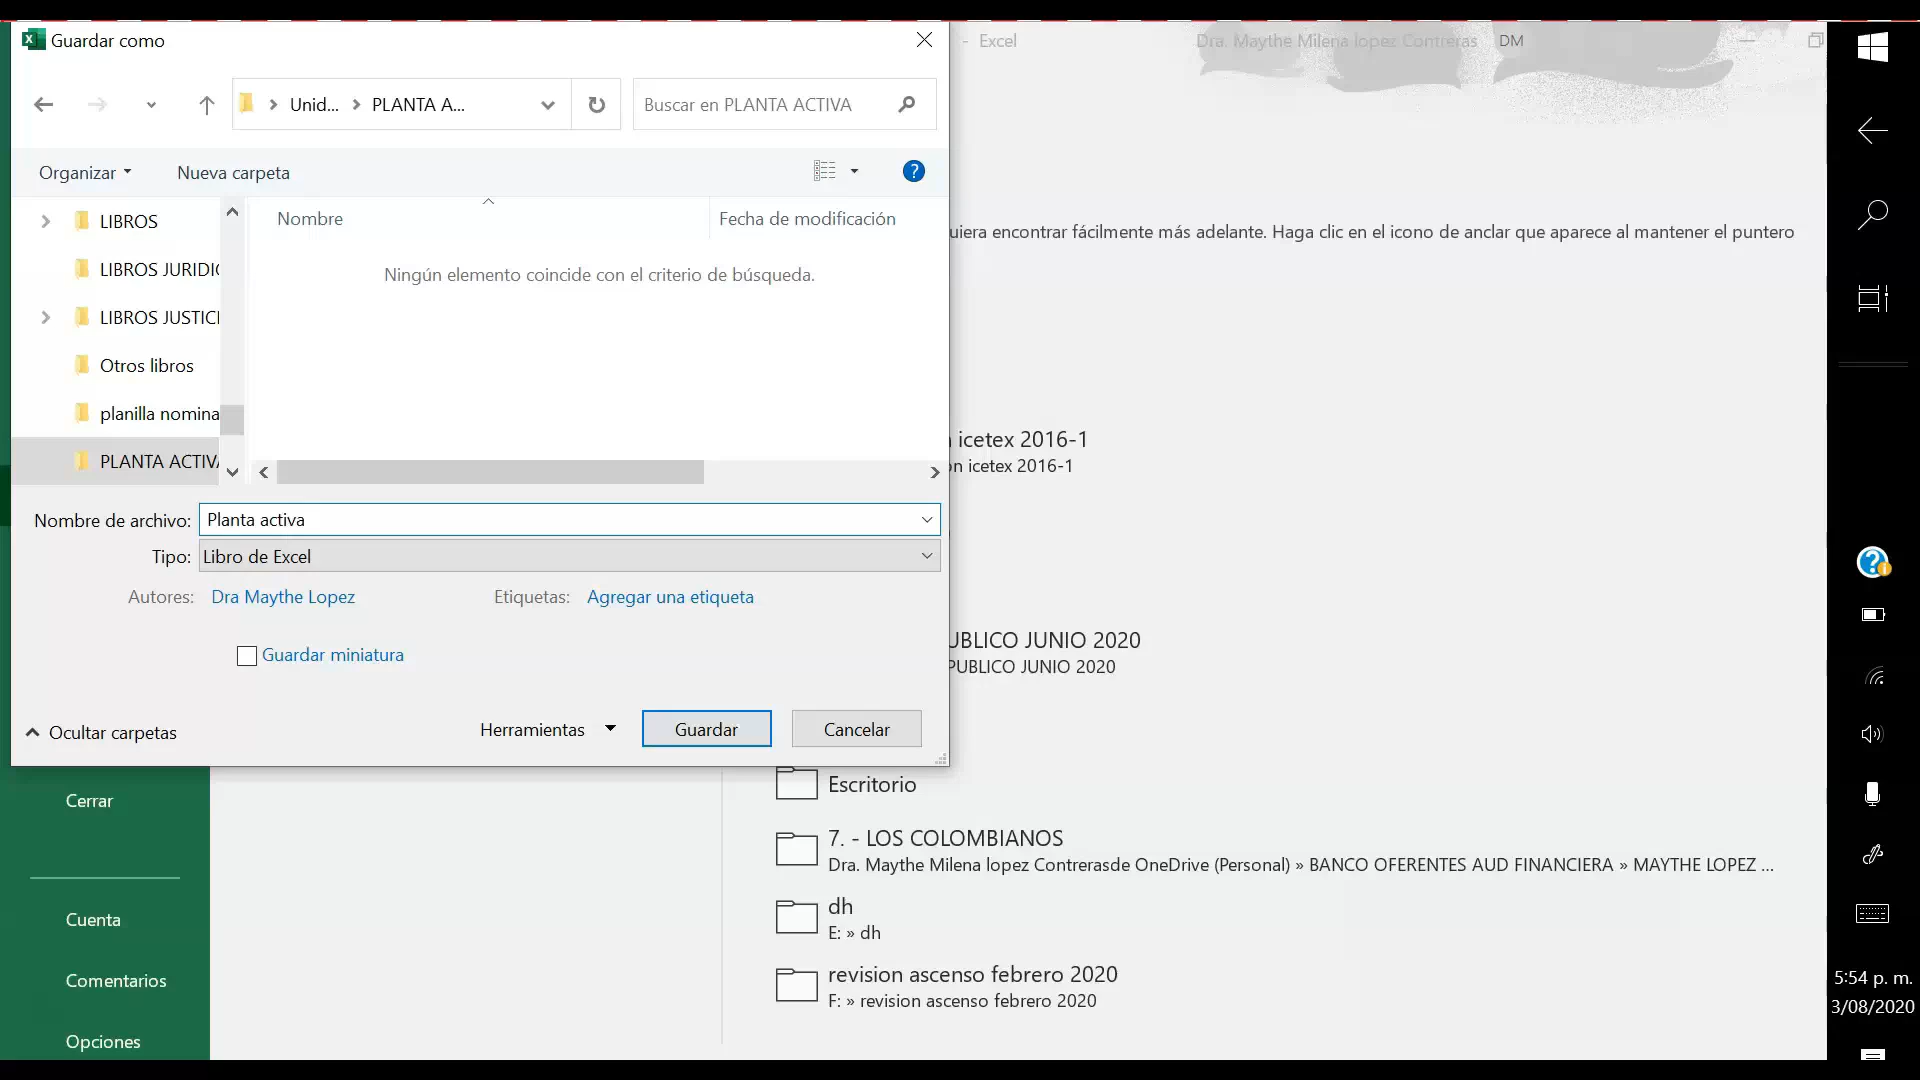 Guardar como
- Excel
Dra. Maythe Milena lopez Contreras
DM
Unid...
PLANTA A...
Buscar en PLANTA ACTIVA
Organizar
Nueva carpeta
?
LIBROS
LIBROS JURIDIC
LIBROS JUSTICI
Otros libros
planilla nomina
PLANTA ACTIVA
Nombre
Fecha de modificación
Ningún elemento coincide con el criterio de búsqueda.
Nombre de archivo:
Planta activa
Tipo:
Libro de Excel
Autores:
Dra Maythe Lopez
Etiquetas:
Agregar una etiqueta
Guardar miniatura
Ocultar carpetas
Herramientas
Guardar
Cancelar
uiera encontrar fácilmente más adelante. Haga clic en el icono de anclar que aparece al mantener el puntero
icetex 2016-1
on icetex 2016-1
UBLICO JUNIO 2020
PUBLICO JUNIO 2020
Escritorio
7. - LOS COLOMBIANOS
Dra. Maythe Milena lopez Contrerasde OneDrive (Personal) » BANCO OFERENTES AUD FINANCIERA » MAYTHE LOPEZ ...
dh
E: » dh
revision ascenso febrero 2020
F: » revision ascenso febrero 2020
Cerrar
Cuenta
Comentarios
Opciones
5:54 p. m.
3/08/2020